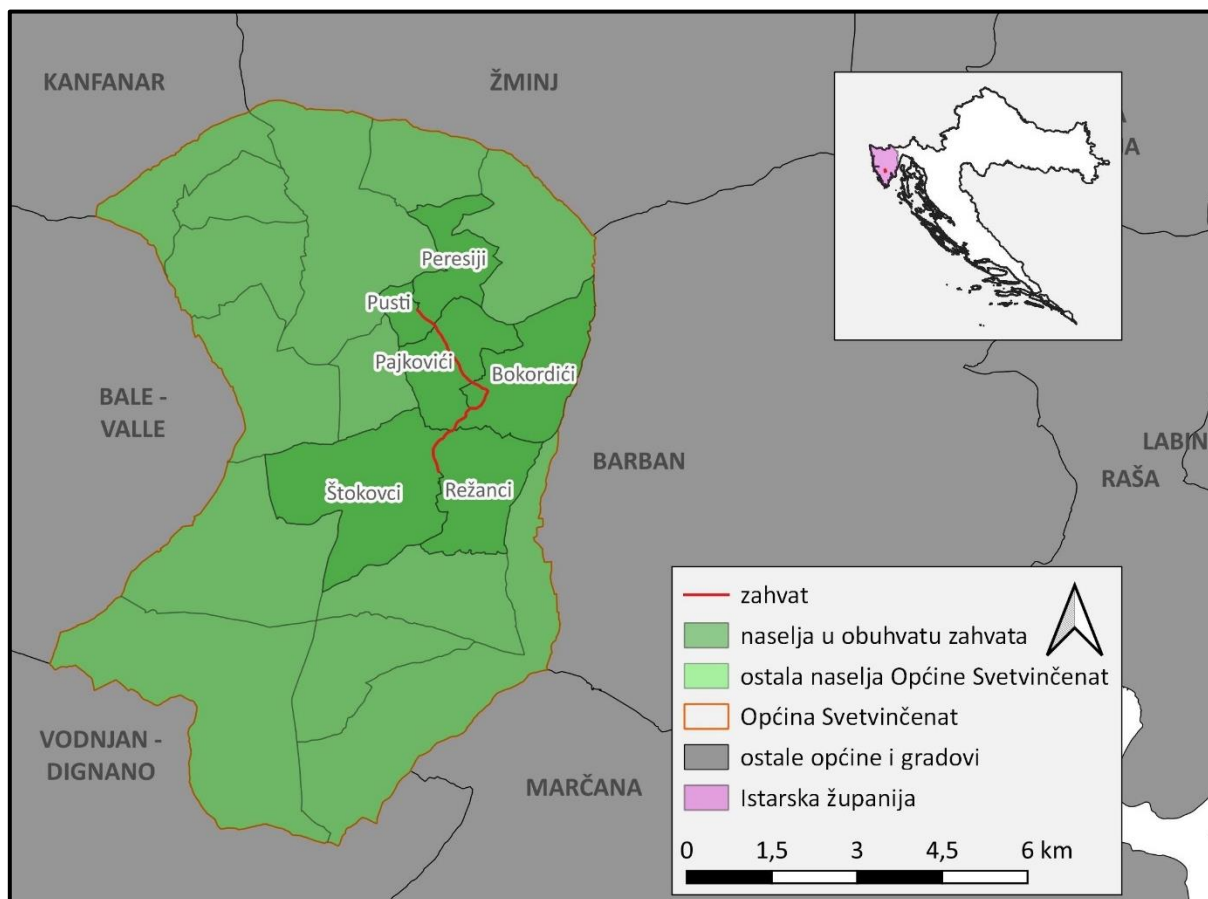 KANFANAR
ŽMINJ
A
A
Peresiji
Pusti
Pajkovići
Bokordići
BALE -
VALLE
BARBAN
LABIN
RAŠA
Štokovci
Režanci
VODNJAN -
DIGNANO
MARČANA
zahvat
naselja u obuhvatu zahvata
ostala naselja Općine Svetvinčenat
Općina Svetvinčenat
ostale općine i gradovi
Istarska županija
0 1,5 3 4,5 6 km